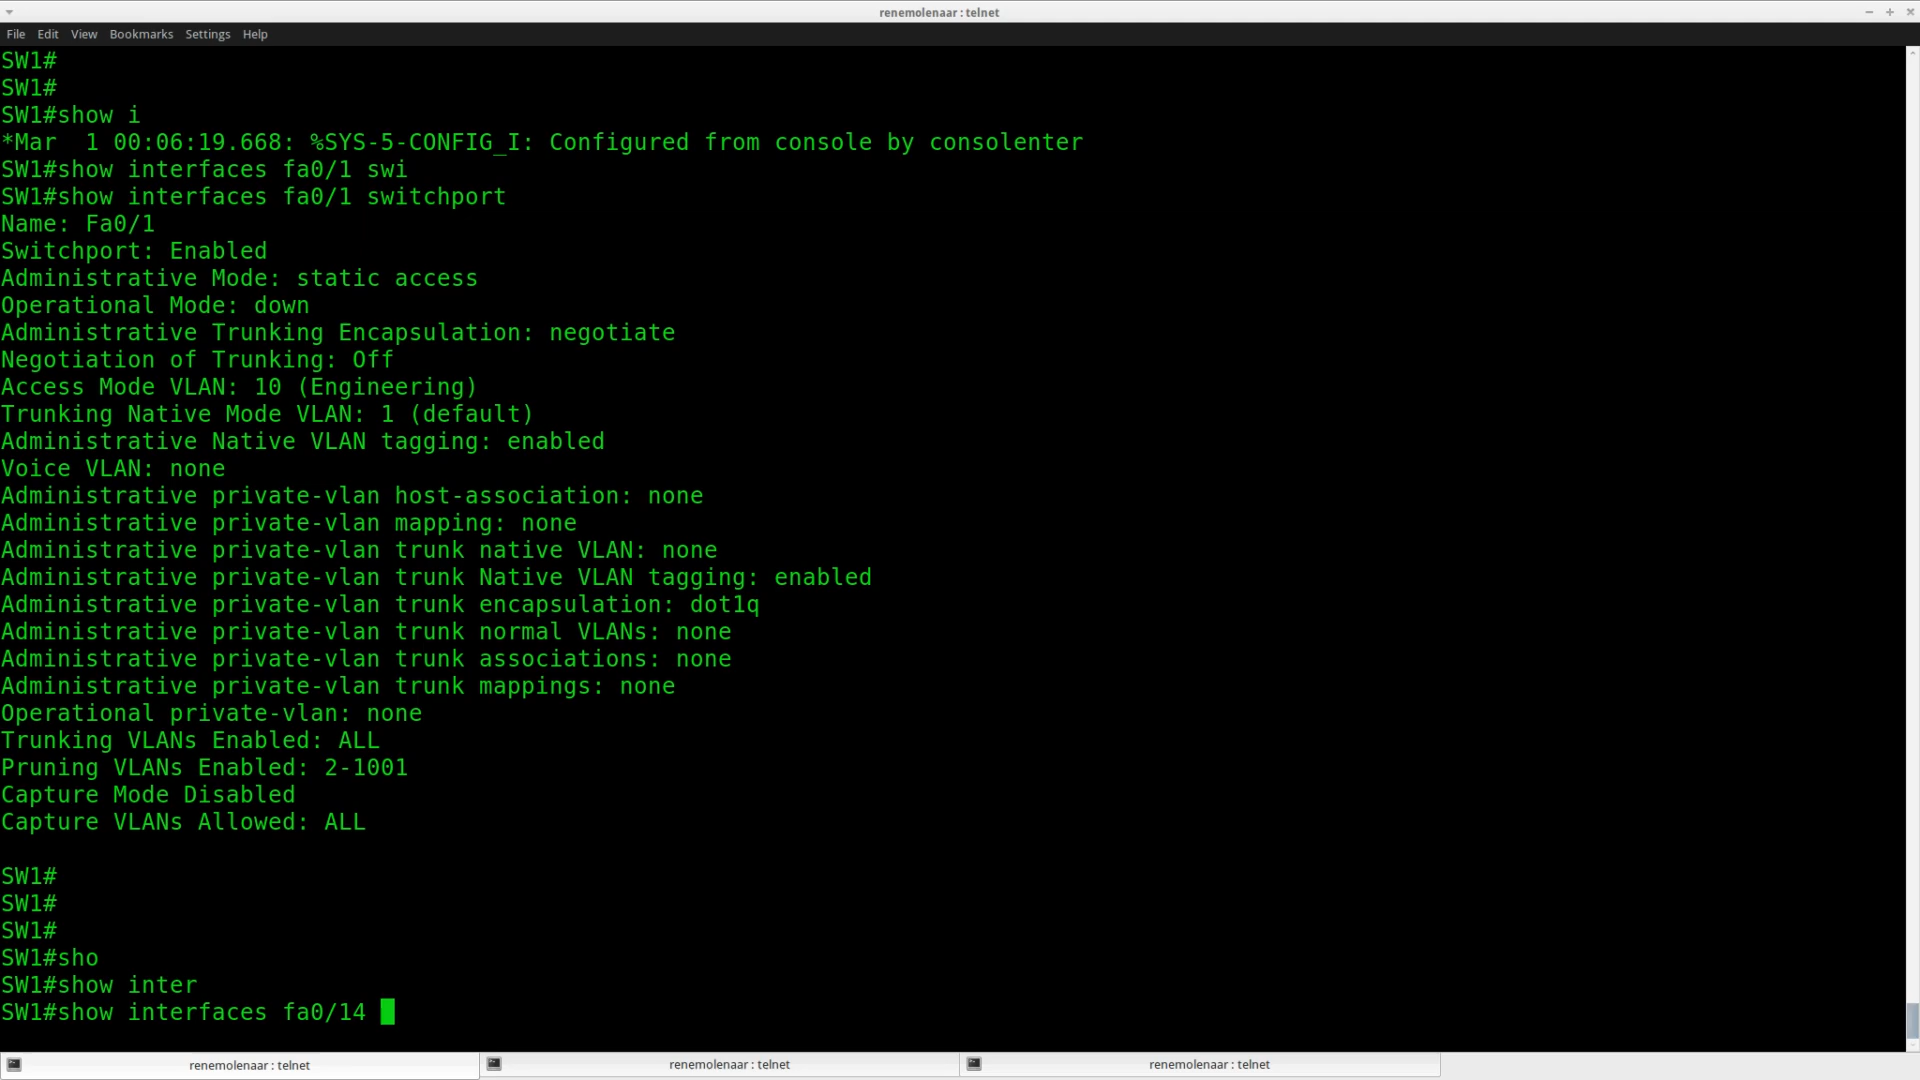 renemolenaar : telnet
File Edit View Bookmarks Settings Help
SW1#
SW1#
SW1#show i
*Mar  1 00:06:19.668: %SYS-5-CONFIG_I: Configured from console by consolenter
SW1#show interfaces fa0/1 swi
SW1#show interfaces fa0/1 switchport
Name: Fa0/1
Switchport: Enabled
Administrative Mode: static access
Operational Mode: down
Administrative Trunking Encapsulation: negotiate
Negotiation of Trunking: Off
Access Mode VLAN: 10 (Engineering)
Trunking Native Mode VLAN: 1 (default)
Administrative Native VLAN tagging: enabled
Voice VLAN: none
Administrative private-vlan host-association: none
Administrative private-vlan mapping: none
Administrative private-vlan trunk native VLAN: none
Administrative private-vlan trunk Native VLAN tagging: enabled
Administrative private-vlan trunk encapsulation: dot1q
Administrative private-vlan trunk normal VLANs: none
Administrative private-vlan trunk associations: none
Administrative private-vlan trunk mappings: none
Operational private-vlan: none
Trunking VLANs Enabled: ALL
Pruning VLANs Enabled: 2-1001
Capture Mode Disabled
Capture VLANs Allowed: ALL
SW1#
SW1#
SW1#
SW1#sho
SW1#show inter
SW1#show interfaces fa0/14
renemolenaar : telnet renemolenaar : telnet renemolenaar : telnet